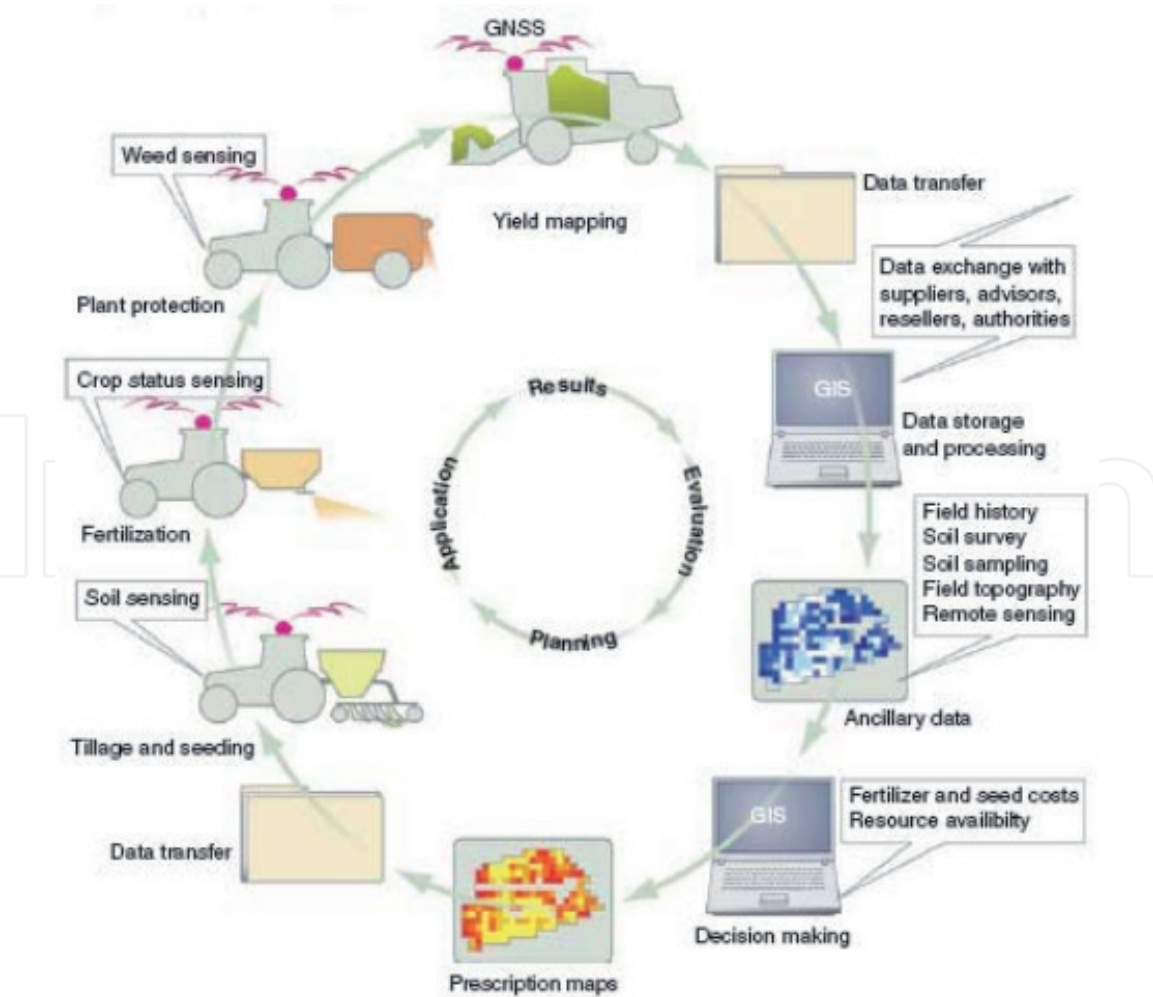 GNSS
Yield mapping
Data transfer
Data exchange with
suppliers, advisors,
resellers, authorities
GIS
Data storage
and processing
Field history
Soil survey
Soil sampling
Field topography
Remote sensing
Ancillary data
GIS
Fertilizer and seed costs
Resource availibilty
Decision making
Prescription maps
Data transfer
Tillage and seeding
Soil sensing
Fertilization
Crop status sensing
Plant protection
Weed sensing
Results
Evaluation
Planning
Application